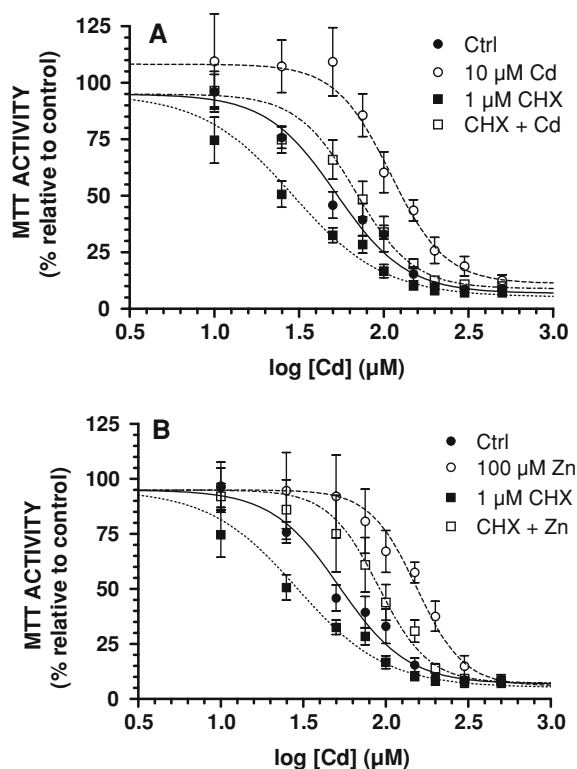 A
Ctrl
10 µM Cd
1 µM CHX
CHX + Cd
MTT ACTIVITY
(% relative to control)
125
100
75
50
25
0
0.5 1.0 1.5 2.0 2.5 3.0
log [Cd] (µM)
B
Ctrl
100 µM Zn
1 µM CHX
CHX + Zn
MTT ACTIVITY
(% relative to control)
125
100
75
50
25
0
0.5 1.0 1.5 2.0 2.5 3.0
log [Cd] (µM)